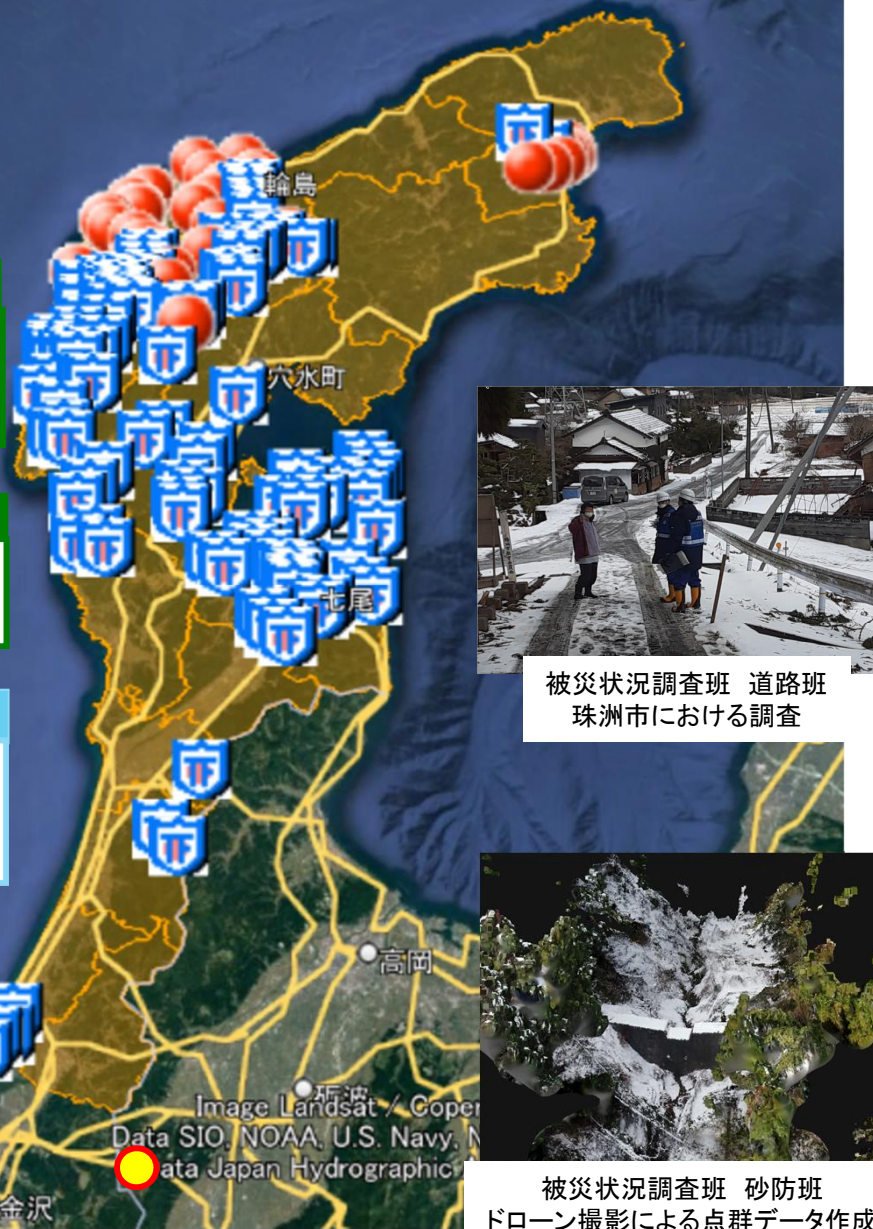 輪島
穴水町
被災状況調査班 道路班
珠洲市における調査
七尾
高岡
砺波
Image Landsat / Coper
Data SIO, NOAA, U.S. Navy, N
ata Japan Hydrographic
金沢
被災状況調査班 砂防班
ドローン撮影による点群データ作成